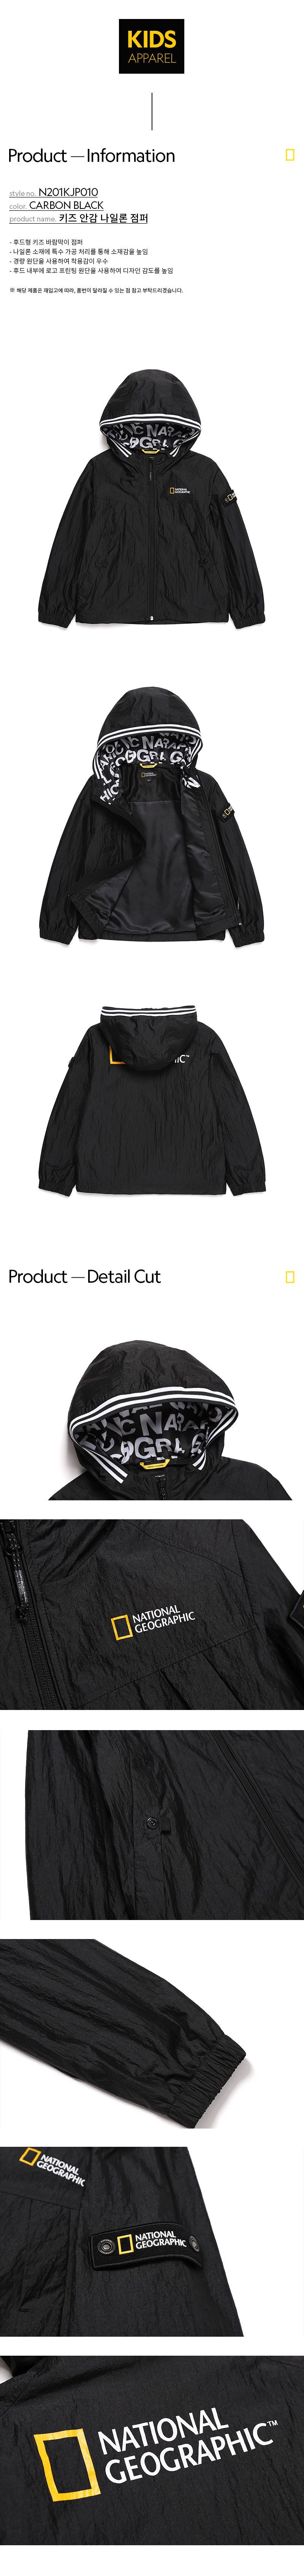 KIDS
APPAREL
Product — Information
style no. N201KJP010
color. CARBON BLACK
product name. 키즈 안감 나일론 점퍼
- 후드형 키즈 바람막이 점퍼
- 나일론 소재에 특수 가공 처리를 통해 소재감을 높임
- 경량 원단을 사용하여 착용감이 우수
- 후드 내부에 로고 프린팅 원단을 사용하여 디자인 감도를 높임
※ 해당 제품은 재입고에 따라, 품번이 달라질 수 있는 점 참고 부탁드리겠습니다.
NATIONAL
GEOGRAPHIC
Product — Detail Cut
NATIONAL
GEOGRAPHIC
NATIONAL
GEOGRAPHIC
NATIONAL
GEOGRAPHIC
NATIONAL
GEOGRAPHIC™